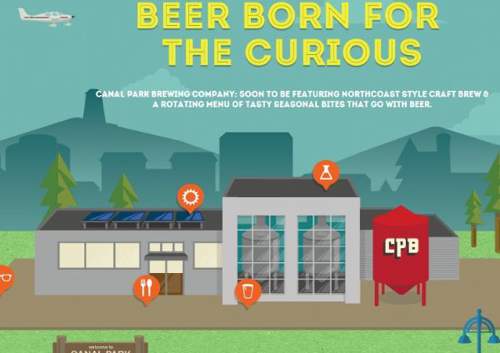 BEER BORN FOR
THE CURIOUS
CANAL PARK BREWING COMPANY: SOON TO BE FEATURING NORTHCOAST STYLE CRAFT BREW &
A ROTATING MENU OF TASTY SEASONAL BITES THAT GO WITH BEER.
CPB
welcome to
CANAL PARK